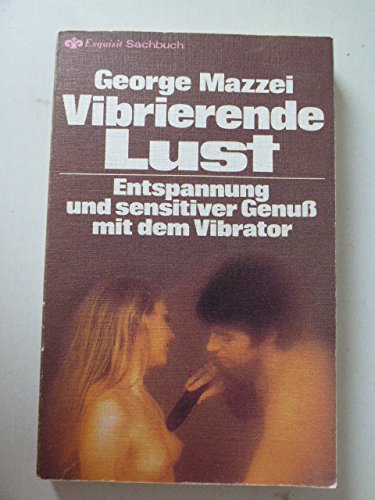 Exquisit Sachbuch
George Mazzei
Vibrierende
Lust
Entspannung
und sensitiver Genuß
mit dem Vibrator